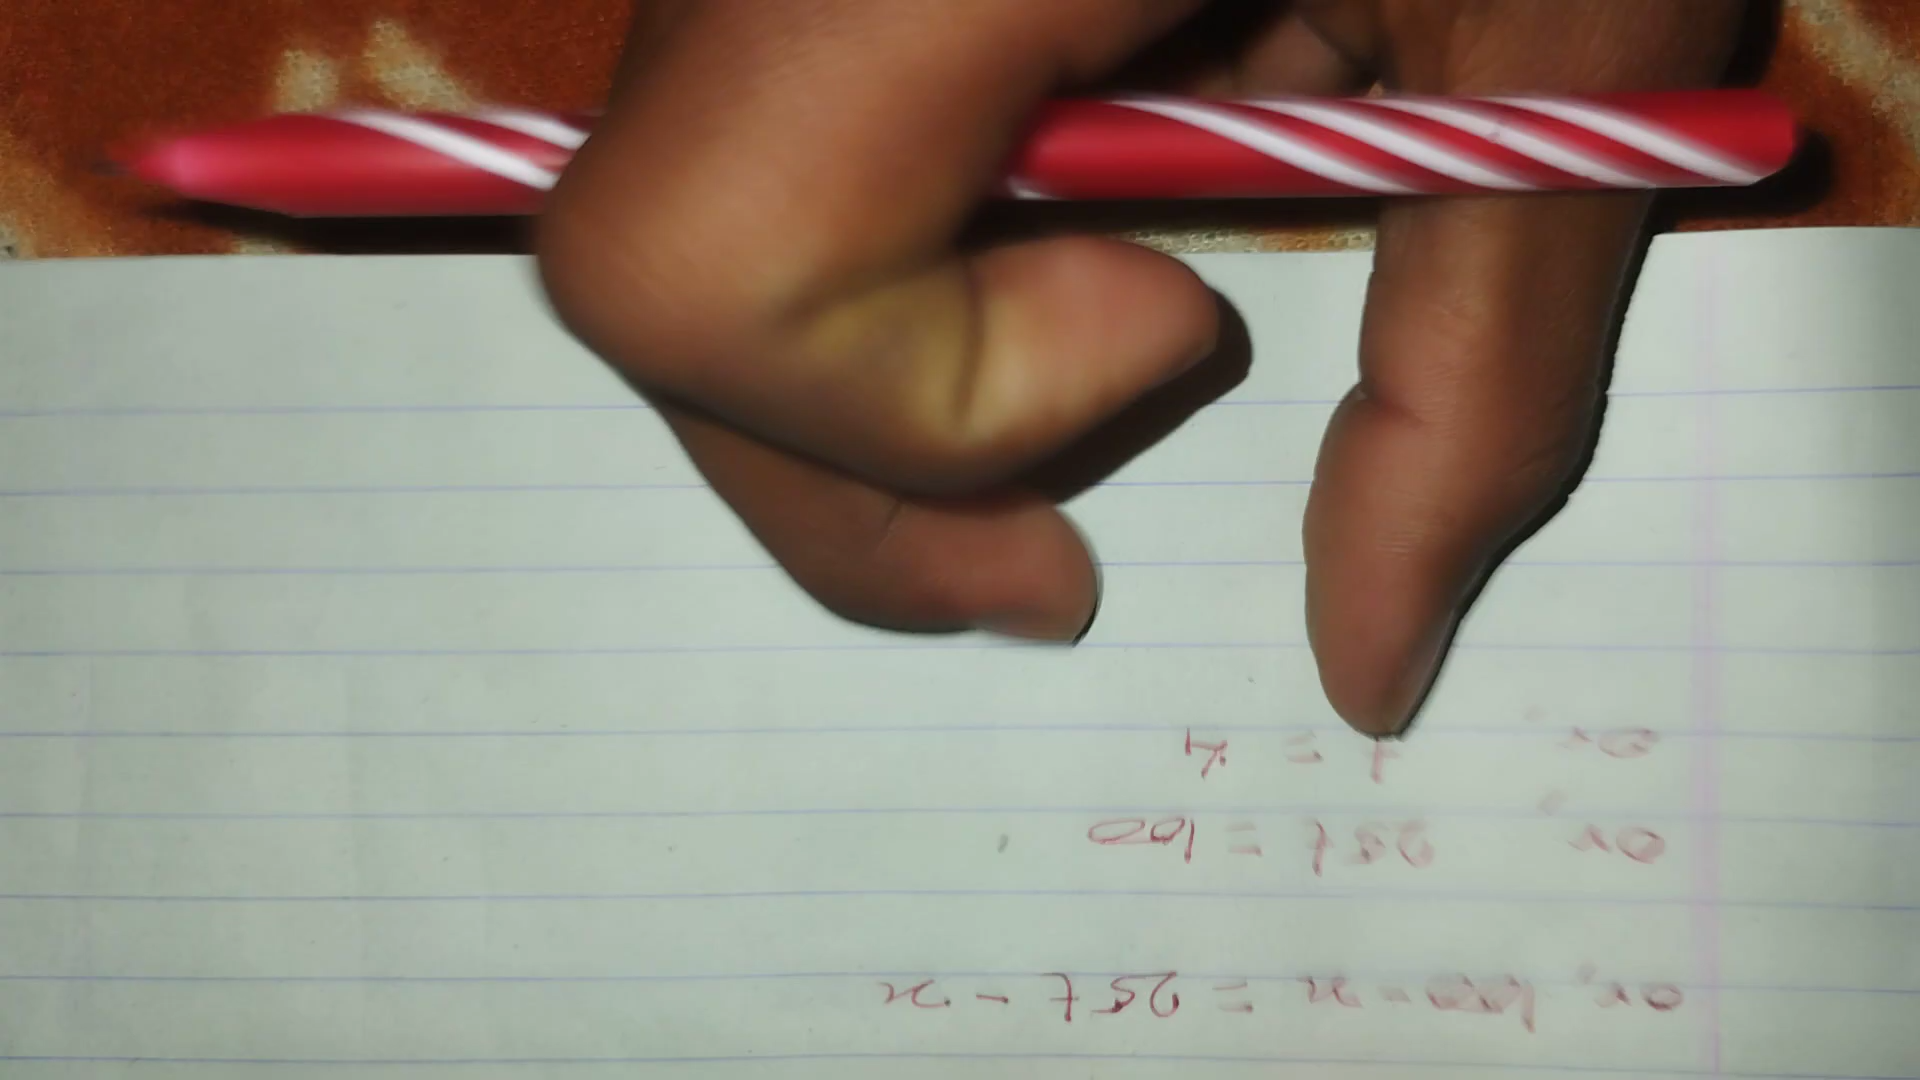 or, 100 - x = 25t - x
or, 25t = 100
or, t = 4